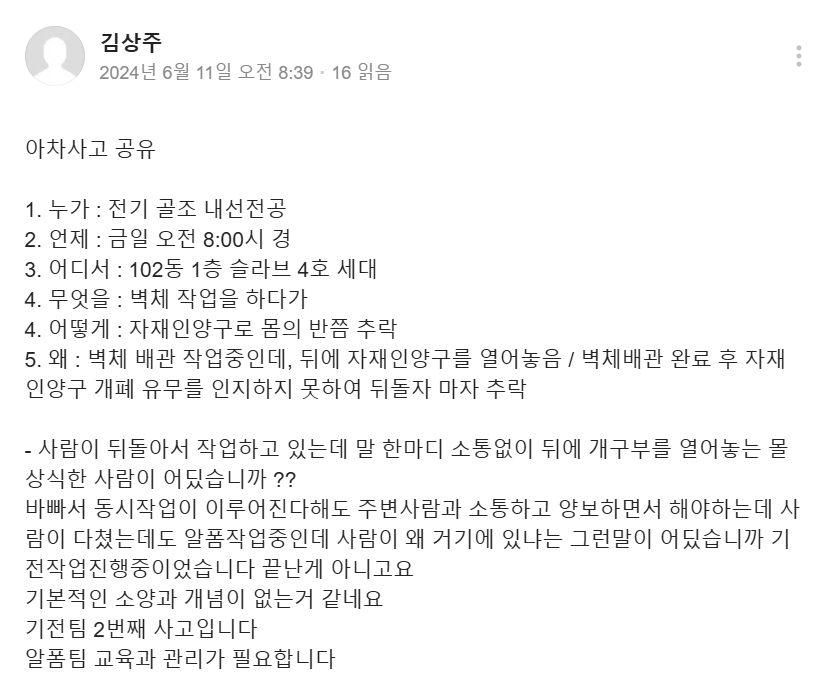 김상주
2024년 6월 11일 오전 8:39 · 16 읽음
아차사고 공유
1. 누가 : 전기 골조 내선전공
2. 언제 : 금일 오전 8:00시 경
3. 어디서 : 102동 1층 슬라브 4호 세대
4. 무엇을 : 벽체 작업을 하다가
4. 어떻게 : 자재인양구로 몸의 반쯤 추락
5. 왜 : 벽체 배관 작업중인데, 뒤에 자재인양구를 열어놓음 / 벽체배관 완료 후 자재
인양구 개폐 유무를 인지하지 못하여 뒤돌자 마자 추락
- 사람이 뒤돌아서 작업하고 있는데 말 한마디 소통없이 뒤에 개구부를 열어놓는 몰
상식한 사람이 어딨습니까 ??
바빠서 동시작업이 이루어진다해도 주변사람과 소통하고 양보하면서 해야하는데 사
람이 다쳤는데도 알폼작업중인데 사람이 왜 거기에 있냐는 그런말이 어딨습니까 기
전작업진행중이었습니다 끝난게 아니고요
기본적인 소양과 개념이 없는거 같네요
기전팀 2번째 사고입니다
알폼팀 교육과 관리가 필요합니다